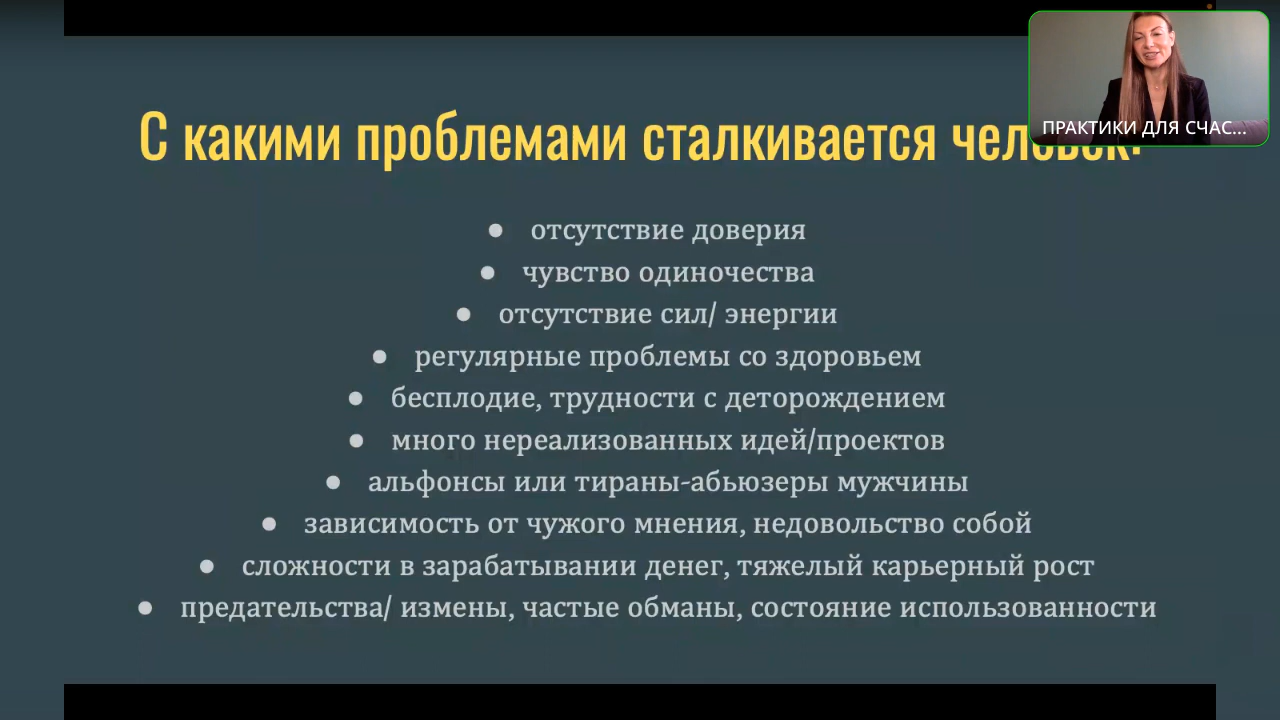 ПРАКТИКИ ДЛЯ СЧАС...
С какими проблемами сталкивается человек?
● отсутствие доверия
● чувство одиночества
● отсутствие сил/ энергии
● регулярные проблемы со здоровьем
● бесплодие, трудности с деторождением
● много нереализованных идей/проектов
● альфонсы или тираны-абьюзеры мужчины
● зависимость от чужого мнения, недовольство собой
● сложности в зарабатывании денег, тяжелый карьерный рост
● предательства/ измены, частые обманы, состояние использованности